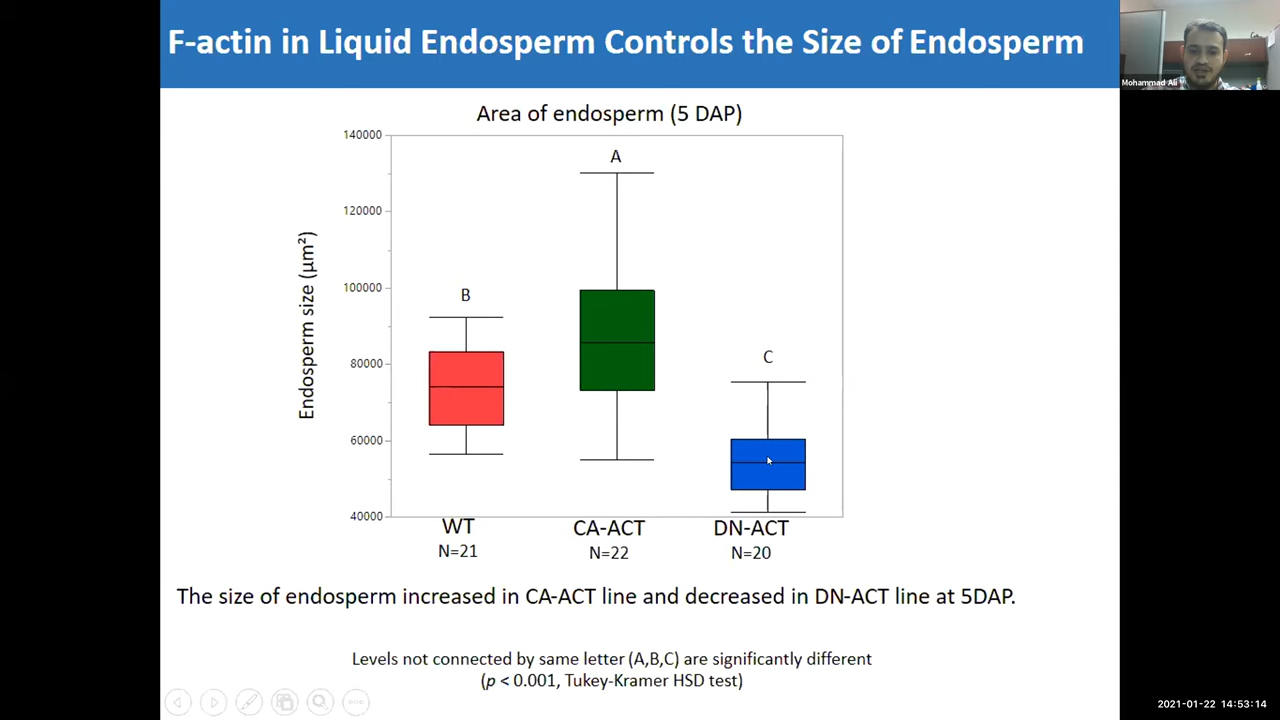 F-actin in Liquid Endosperm Controls the Size of Endosperm
Mohammad Ali
Area of endosperm (5 DAP)
140000
120000
100000
80000
60000
40000
Endosperm size (µm²)
B
A
C
WT
CA-ACT
DN-ACT
N=21
N=22
N=20
The size of endosperm increased in CA-ACT line and decreased in DN-ACT line at 5DAP.
Levels not connected by same letter (A,B,C) are significantly different
(p < 0.001, Tukey-Kramer HSD test)
2021-01-22 14:53:14